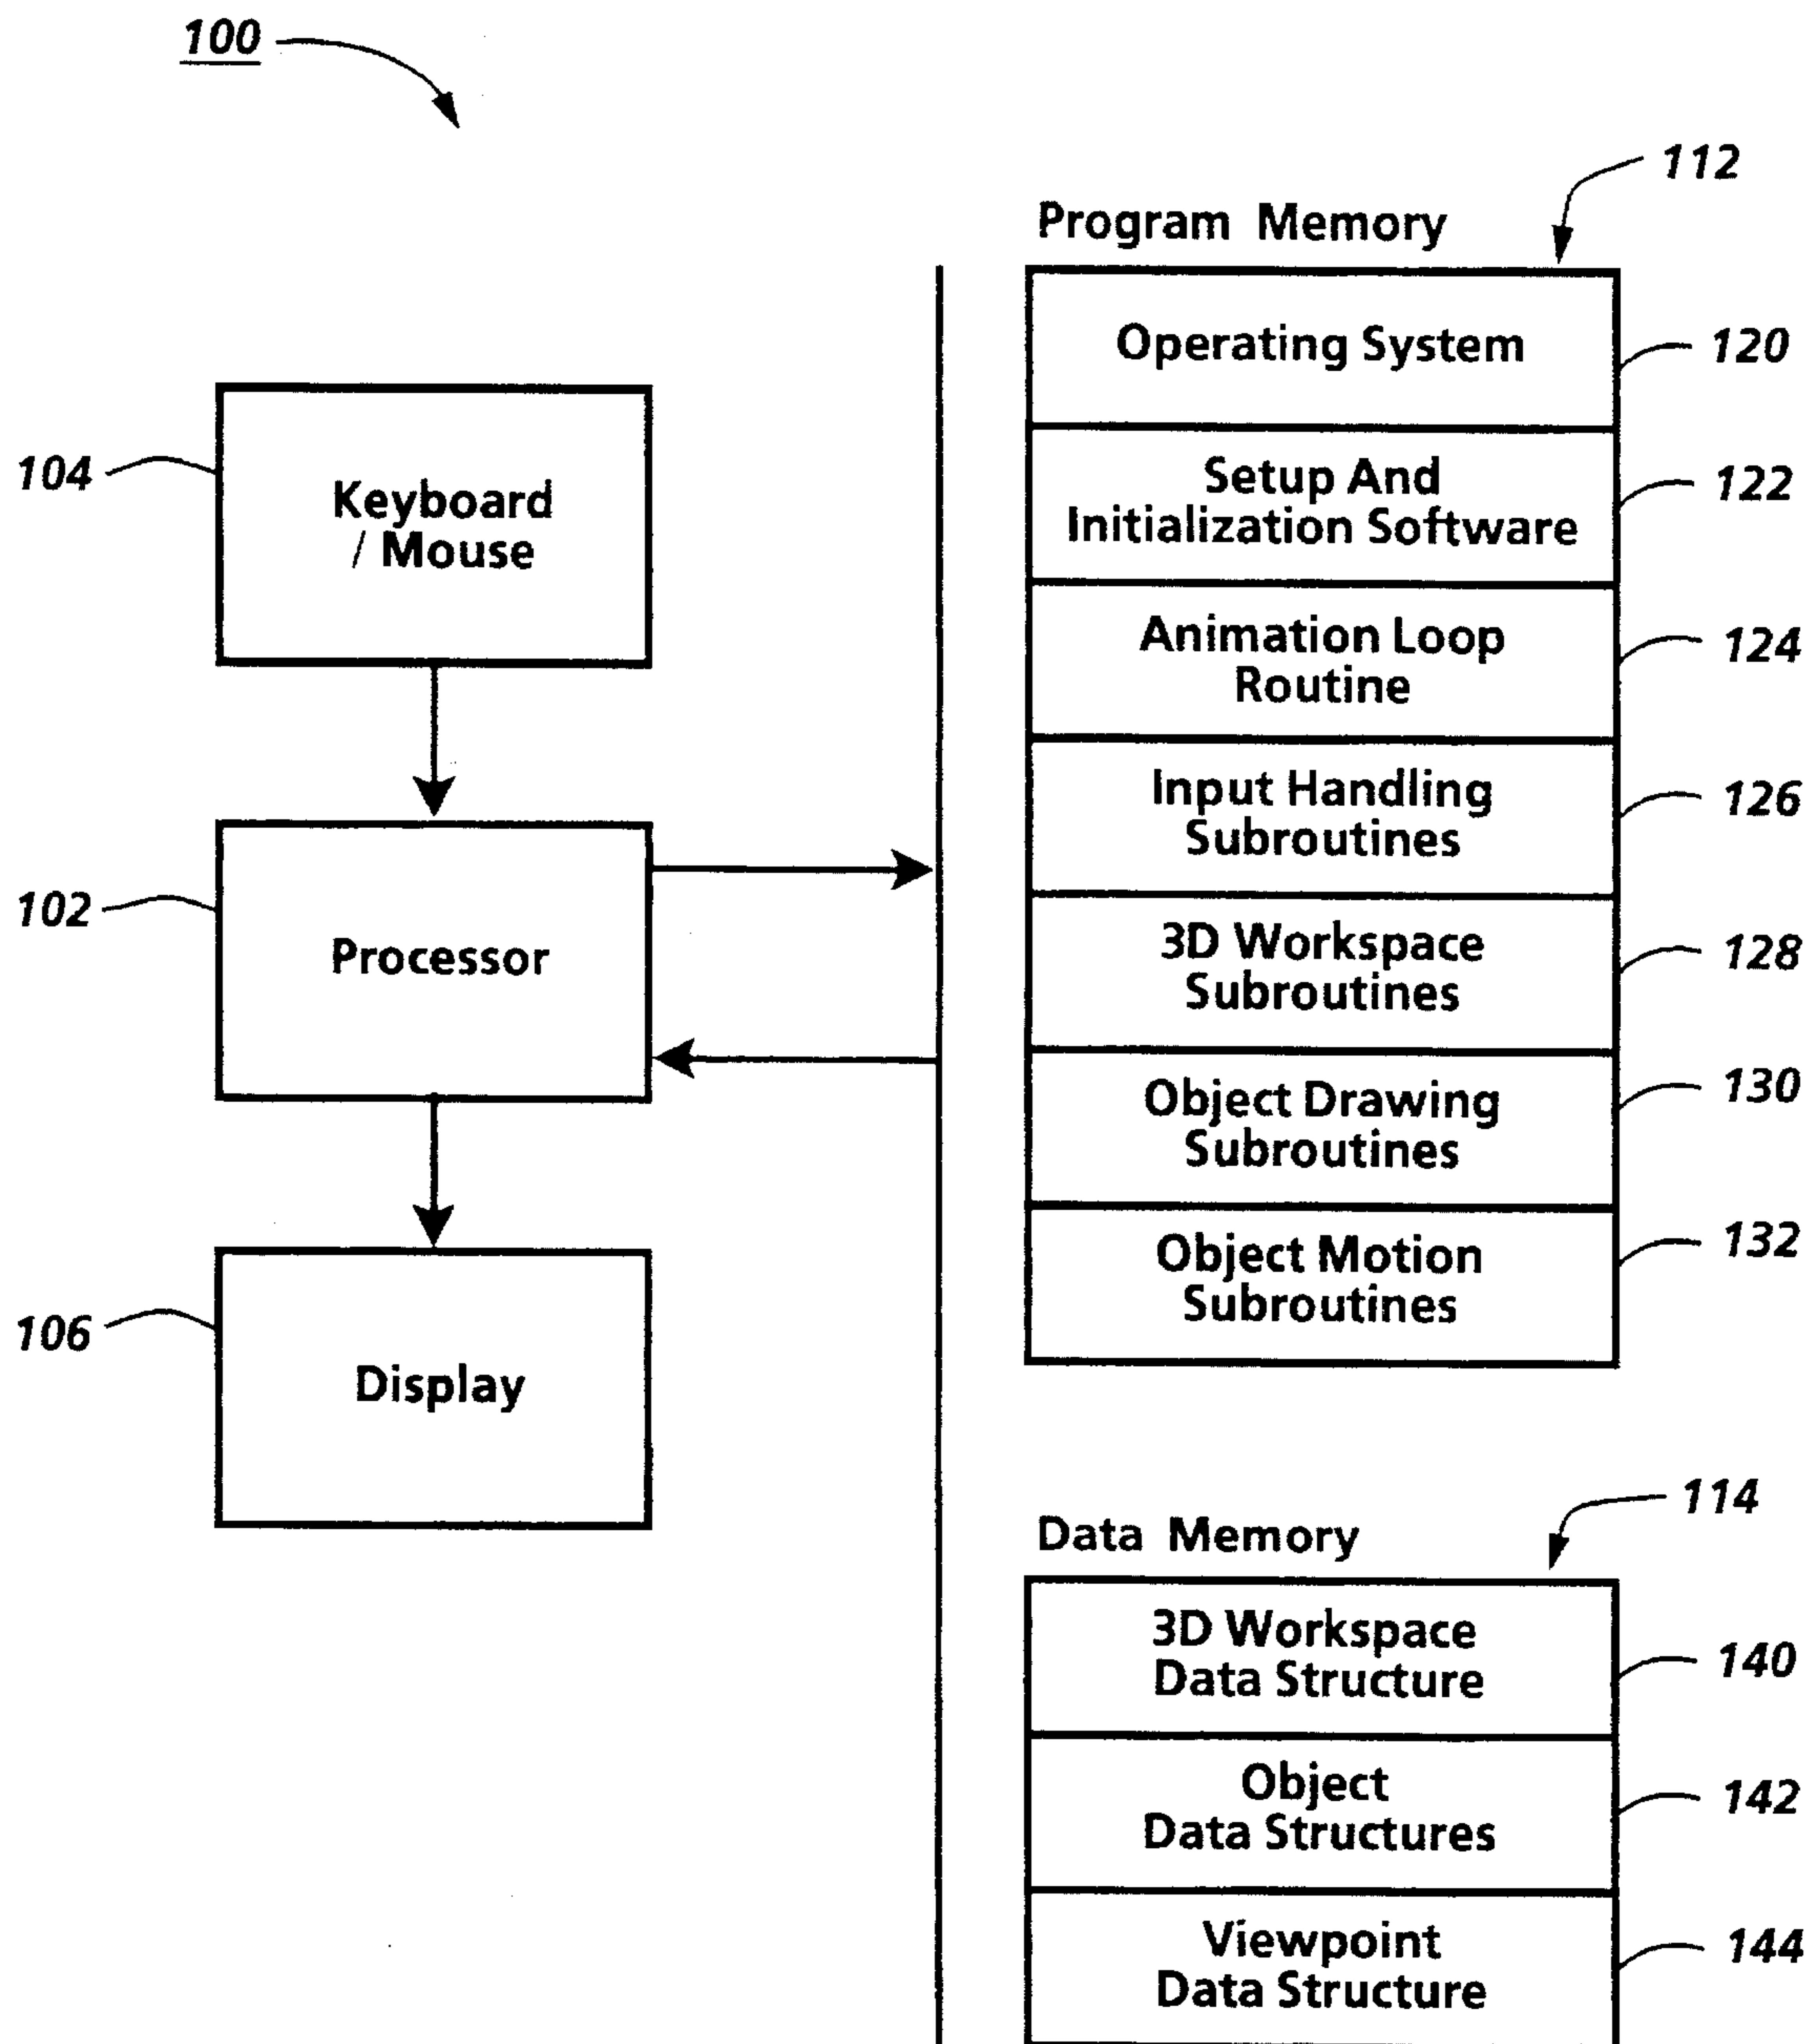 100
112
Program Memory
Operating System
120
Setup And
Initialization Software
122
Animation Loop
Routine
124
Input Handling
Subroutines
126
3D Workspace
Subroutines
128
Object Drawing
Subroutines
130
Object Motion
Subroutines
132
104
Keyboard
/ Mouse
102
Processor
106
Display
114
Data Memory
3D Workspace
Data Structure
140
Object
Data Structures
142
Viewpoint
Data Structure
144